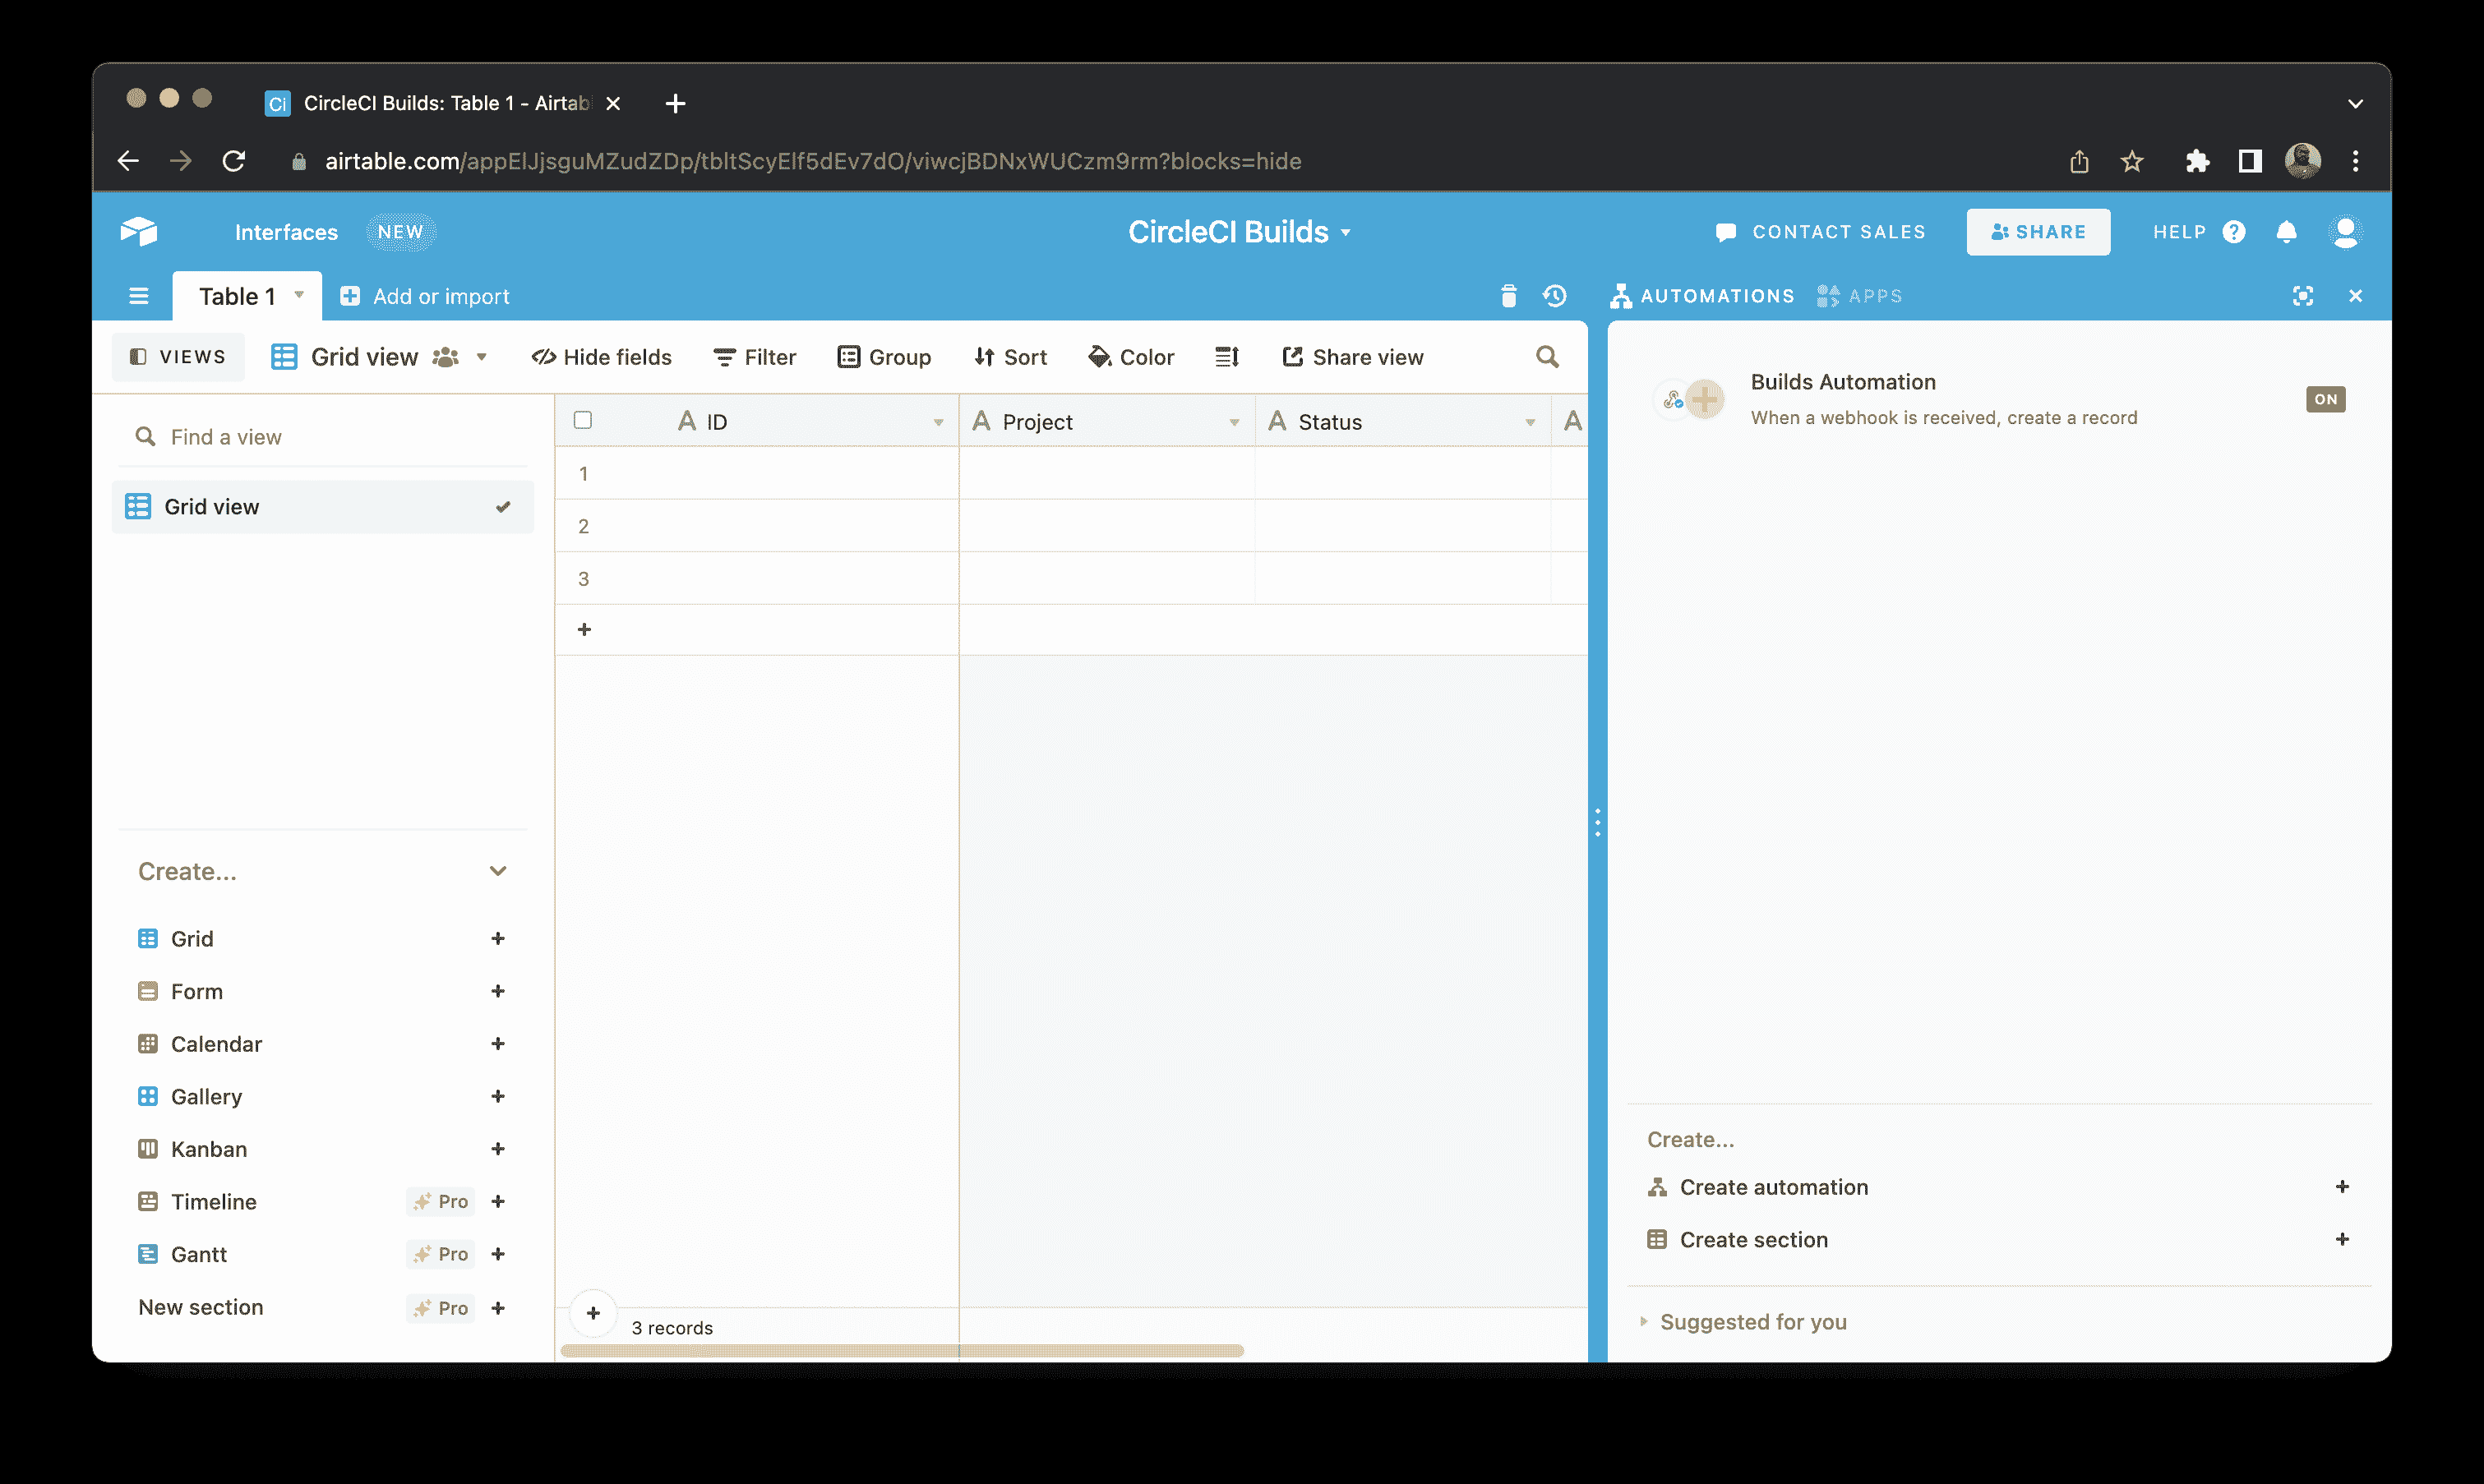 Ci CircleCI Builds: Table 1 - Airtab
airtable.com/appElJjsguMZudZDp/tbltScyElf5dEv7dO/viwcjBDNxWUCzm9rm?blocks=hide
Interfaces NEW CircleCI Builds CONTACT SALES SHARE HELP
Table 1 Add or import AUTOMATIONS APPS
VIEWS Grid view Hide fields Filter Group Sort Color Share view
Find a view
Grid view
Create...
Grid
Form
Calendar
Gallery
Kanban
Timeline Pro
Gantt Pro
New section Pro
A ID A Project A Status A
1
2
3
3 records
Builds Automation
When a webhook is received, create a record
ON
Create...
Create automation
Create section
Suggested for you